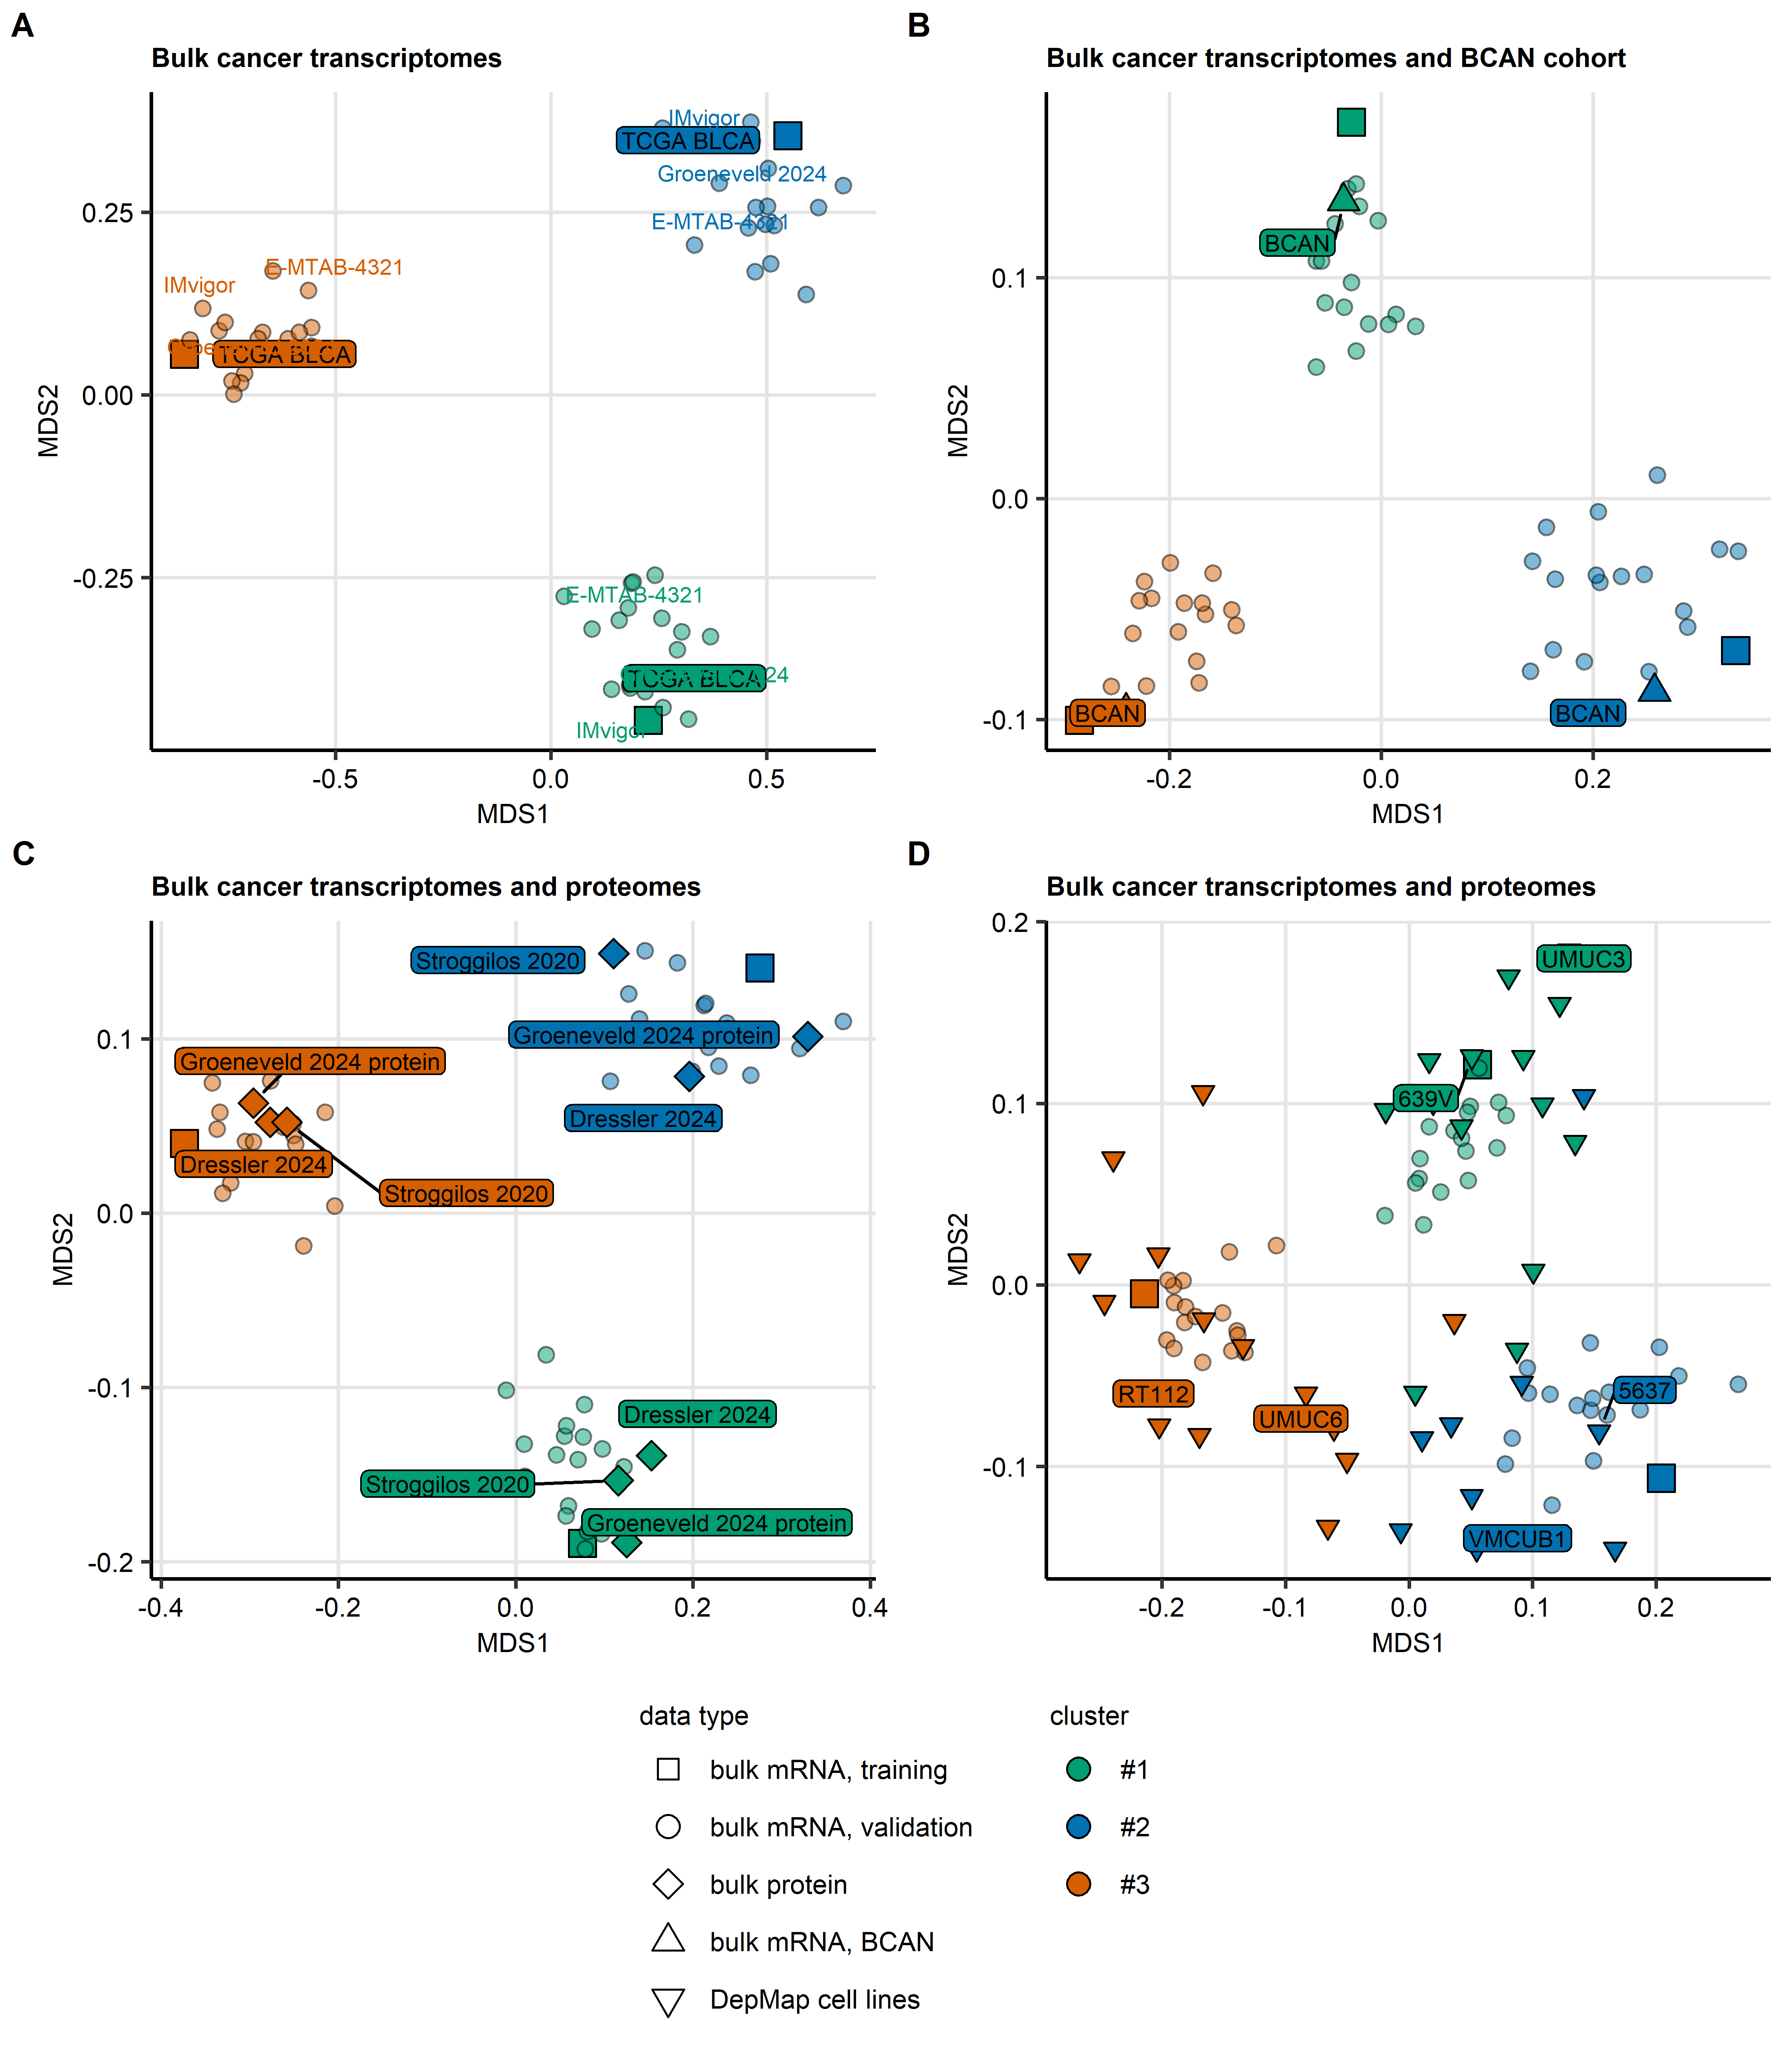 A
Bulk cancer transcriptomes
IMvigor
TCGA BLCA
Groeneveld 2024
E-MTAB-4321
E-MTAB-4321
IMvigor
TCGA BLCA
E-MTAB-4321
TCGA BLCA
IMvigor
0.25
0.00
-0.25
MDS2
-0.5
0.0
0.5
MDS1
B
Bulk cancer transcriptomes and BCAN cohort
BCAN
BCAN
BCAN
0.1
0.0
-0.1
MDS2
-0.2
0.0
0.2
MDS1
C
Bulk cancer transcriptomes and proteomes
Stroggilos 2020
Groeneveld 2024 protein
Groeneveld 2024 protein
Dressler 2024
Dressler 2024
Stroggilos 2020
Dressler 2024
Stroggilos 2020
Groeneveld 2024 protein
0.1
0.0
-0.1
-0.2
MDS2
-0.4
-0.2
0.0
0.2
0.4
MDS1
D
Bulk cancer transcriptomes and proteomes
UMUC3
639V
RT112
UMUC6
5637
VMCUB1
0.2
0.1
0.0
-0.1
MDS2
-0.2
-0.1
0.0
0.1
0.2
MDS1
data type
bulk mRNA, training
bulk mRNA, validation
bulk protein
bulk mRNA, BCAN
DepMap cell lines
cluster
#1
#2
#3